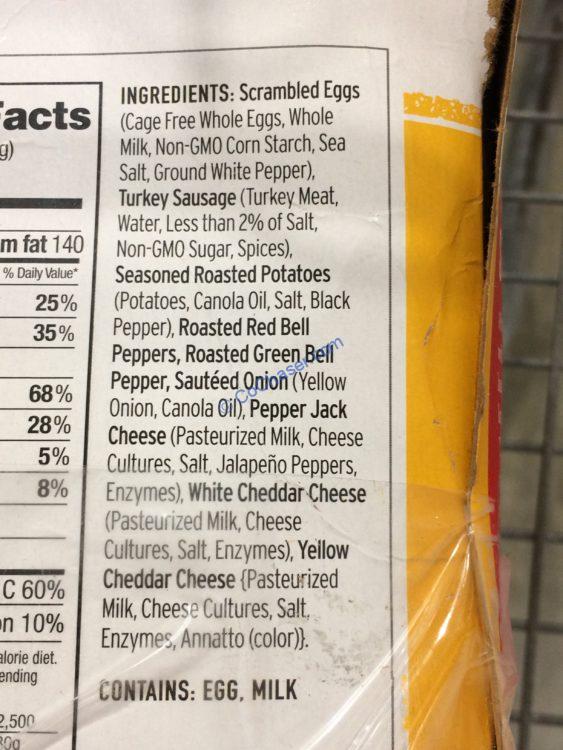 Facts
g)
m fat 140
% Daily Value*
25%
35%
68%
28%
5%
8%
C 60%
on 10%
alorie diet.
ending
2,500
80g
INGREDIENTS: Scrambled Eggs
(Cage Free Whole Eggs, Whole
Milk, Non-GMO Corn Starch, Sea
Salt, Ground White Pepper),
Turkey Sausage (Turkey Meat,
Water, Less than 2% of Salt,
Non-GMO Sugar, Spices),
Seasoned Roasted Potatoes
(Potatoes, Canola Oil, Salt, Black
Pepper), Roasted Red Bell
Peppers, Roasted Green Bell
Pepper, Sautéed Onion (Yellow
Onion, Canola Oil), Pepper Jack
Cheese (Pasteurized Milk, Cheese
Cultures, Salt, Jalapeño Peppers,
Enzymes), White Cheddar Cheese
(Pasteurized Milk, Cheese
Cultures, Salt, Enzymes), Yellow
Cheddar Cheese {Pasteurized
Milk, Cheese Cultures, Salt,
Enzymes, Annatto (color)}.
CONTAINS: EGG, MILK